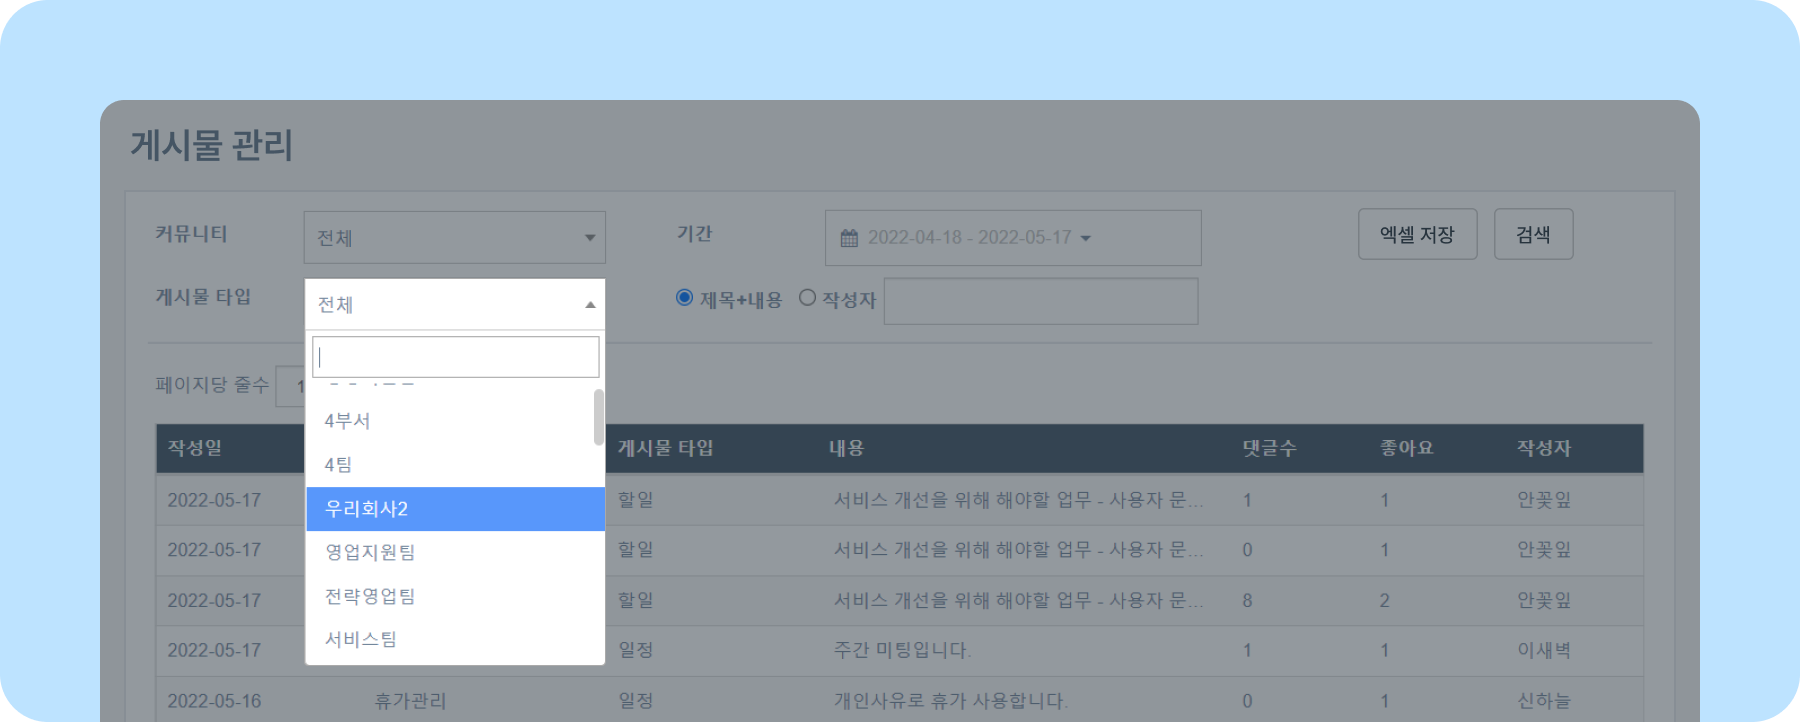 게시물 관리
커뮤니티 전체 기간 2022-04-18 - 2022-05-17 엑셀 저장 검색
게시물 타입 전체 제목+내용 작성자
페이지당 줄수 1
4부서
4팀
우리회사2
영업지원팀
전략영업팀
서비스팀
작성일 게시물 타입 내용 댓글수 좋아요 작성자
2022-05-17 할일 서비스 개선을 위해 해야할 업무 - 사용자 문... 1 1 안꽃잎
2022-05-17 할일 서비스 개선을 위해 해야할 업무 - 사용자 문... 0 1 안꽃잎
2022-05-17 할일 서비스 개선을 위해 해야할 업무 - 사용자 문... 8 2 안꽃잎
2022-05-17 일정 주간 미팅입니다. 1 1 이새벽
2022-05-16 휴가관리 일정 개인사유로 휴가 사용합니다. 0 1 신하늘